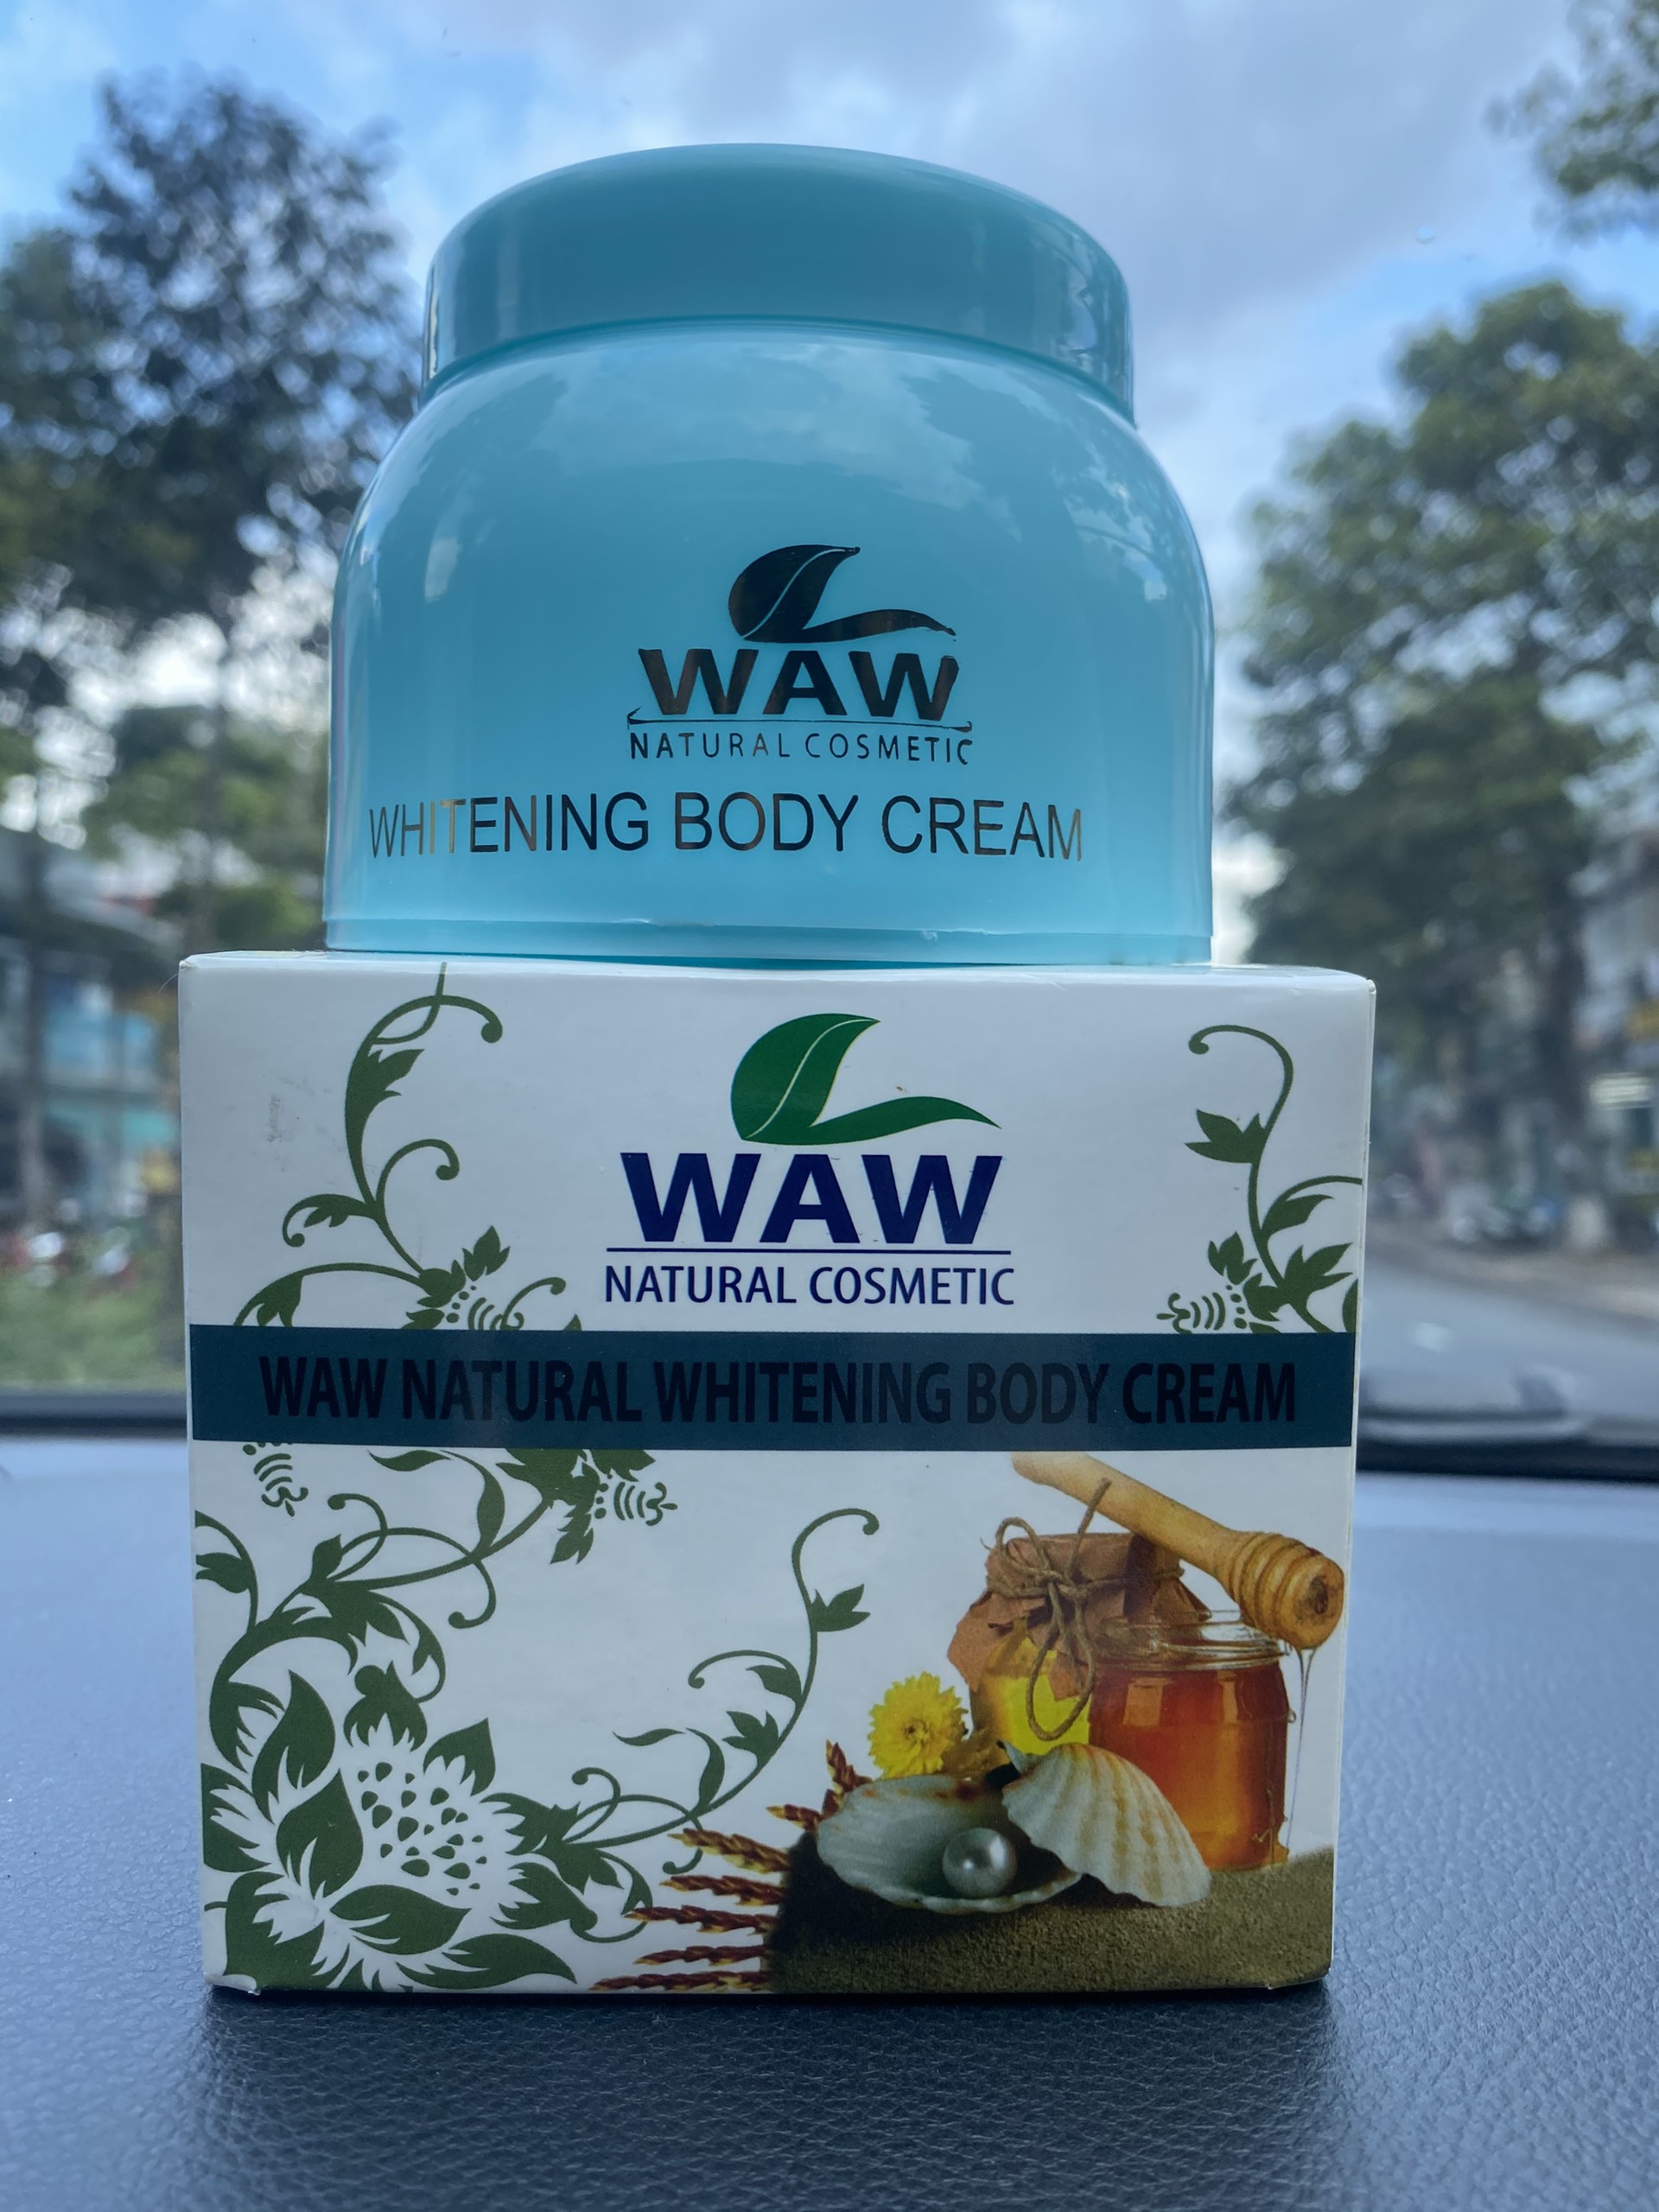 WAW
NATURAL COSMETIC
WHITENING BODY CREAM
WAW
NATURAL COSMETIC
WAW NATURAL WHITENING BODY CREAM